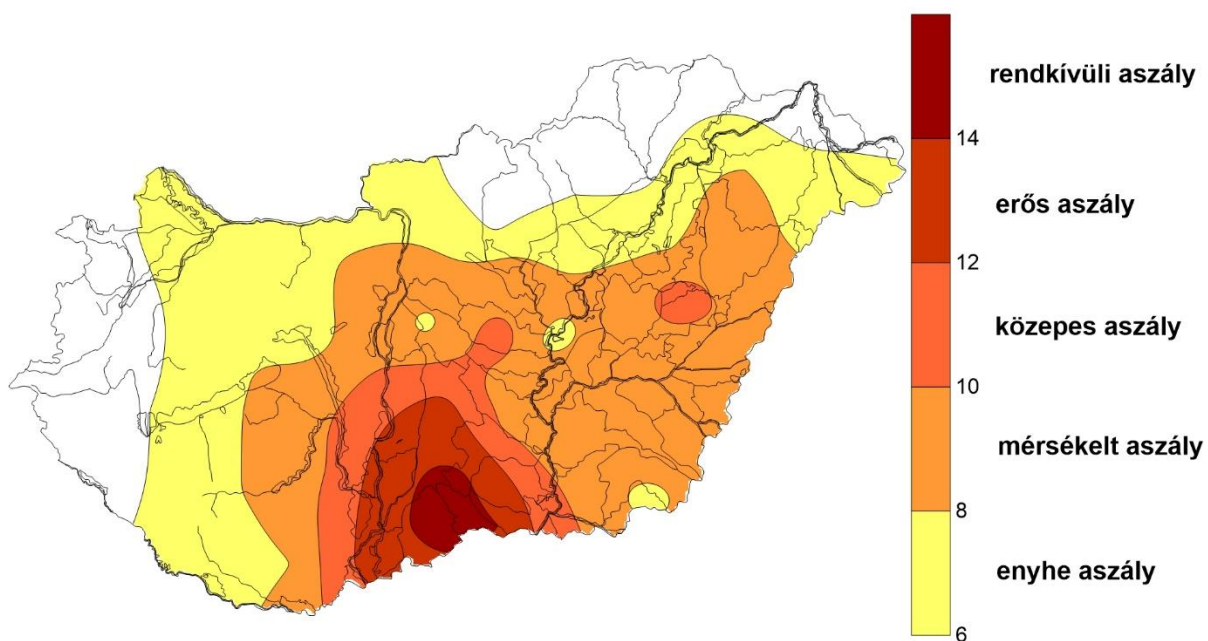 rendkívüli aszály
14
erős aszály
12
közepes aszály
10
mérsékelt aszály
8
enyhe aszály
6